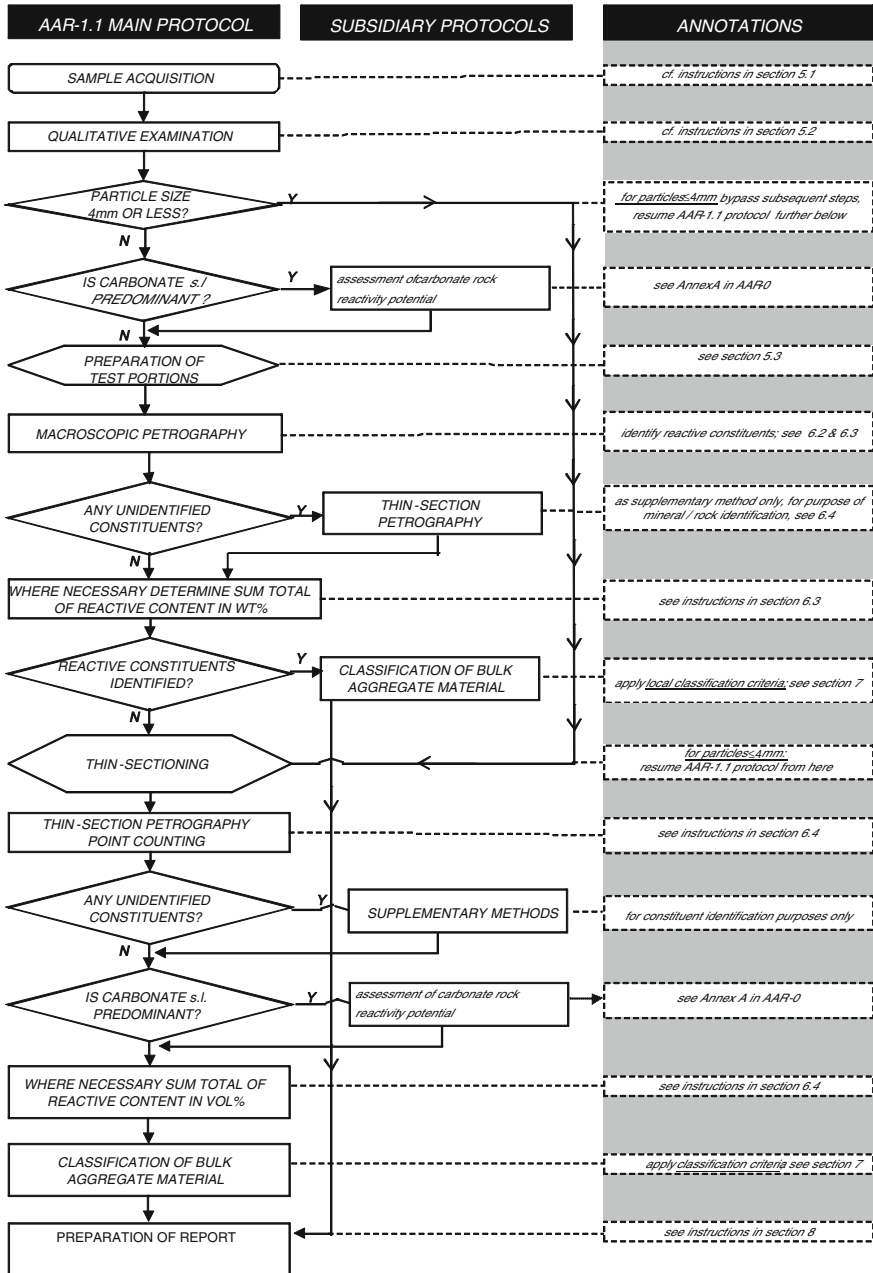 AAR-1.1 MAIN PROTOCOL
SUBSIDIARY PROTOCOLS
ANNOTATIONS
SAMPLE ACQUISITION
cf. instructions in section 5.1
QUALITATIVE EXAMINATION
cf. instructions in section 5.2
PARTICLE SIZE
4mm OR LESS?
Y
N
for particles≤4mm bypass subsequent steps,
resume AAR-1.1 protocol further below
IS CARBONATE s./
PREDOMINANT ?
Y
N
assessment ofcarbonate rock
reactivity potential
see AnnexA in AAR-0
PREPARATION OF
TEST PORTIONS
see section 5.3
MACROSCOPIC PETROGRAPHY
identify reactive constituents; see 6.2 & 6.3
ANY UNIDENTIFIED
CONSTITUENTS?
Y
N
THIN-SECTION
PETROGRAPHY
as supplementary method only, for purpose of
mineral / rock identification, see 6.4
WHERE NECESSARY DETERMINE SUM TOTAL
OF REACTIVE CONTENT IN WT%
see instructions in section 6.3
REACTIVE CONSTITUENTS
IDENTIFIED?
Y
N
CLASSIFICATION OF BULK
AGGREGATE MATERIAL
apply local classification criteria; see section 7
THIN-SECTIONING
for particles≤4mm:
resume AAR-1.1 protocol from here
THIN-SECTION PETROGRAPHY
POINT COUNTING
see instructions in section 6.4
ANY UNIDENTIFIED
CONSTITUENTS?
Y
N
SUPPLEMENTARY METHODS
for constituent identification purposes only
IS CARBONATE s.l.
PREDOMINANT?
Y
N
assessment of carbonate rock
reactivity potential
see Annex A in AAR-0
WHERE NECESSARY SUM TOTAL OF
REACTIVE CONTENT IN VOL%
see instructions in section 6.4
CLASSIFICATION OF BULK
AGGREGATE MATERIAL
apply classification criteria see section 7
PREPARATION OF REPORT
see instructions in section 8